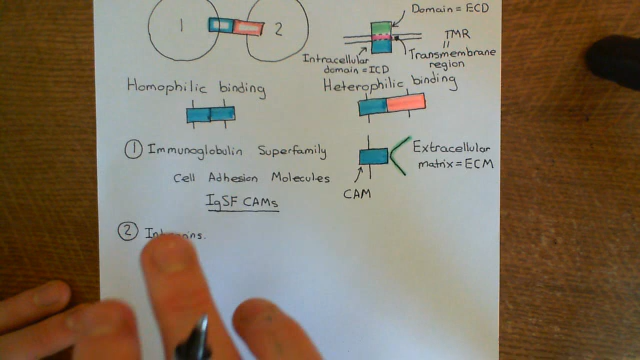 1
2
Domain = ECD
TMR
=
Transmembrane
region
Intracellular
domain = ICD
Homophilic binding
Heterophilic binding
1 Immunoglobulin Superfamily
Cell Adhesion Molecules
IgSF CAMs
Extracellular
matrix = ECM
CAM
2